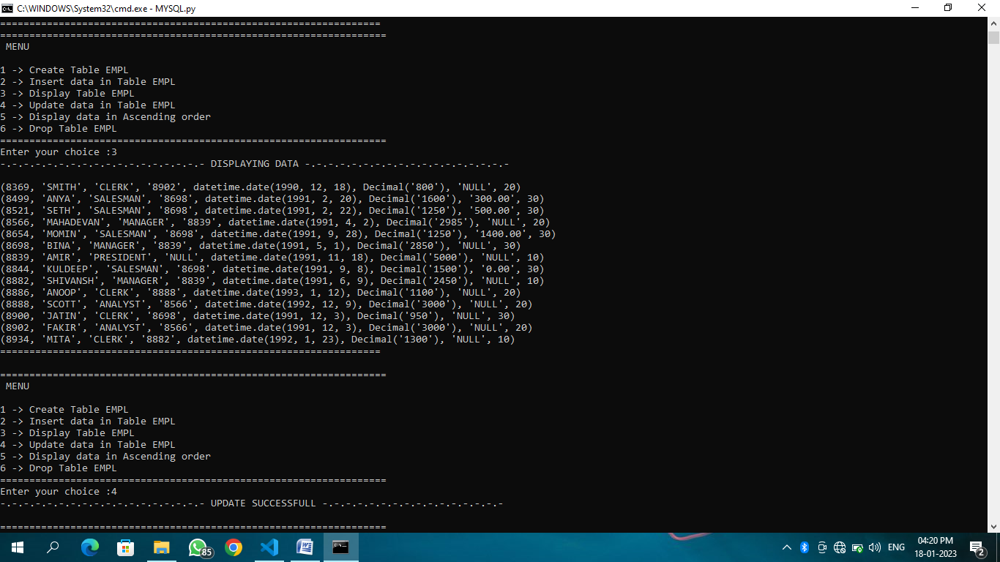 C:\WINDOWS\System32\cmd.exe - MYSQL.py
=================================================================
==================================================================
 MENU
1 -> Create Table EMPL
2 -> Insert data in Table EMPL
3 -> Display Table EMPL
4 -> Update data in Table EMPL
5 -> Display data in Ascending order
6 -> Drop Table EMPL
==================================================================
Enter your choice :3
-.-.-.-.-.-.-.-.-.-.-.-.-.-.-.-.-.- DISPLAYING DATA -.-.-.-.-.-.-.-.-.-.-.-.-.-.-.-.-.-
(8369, 'SMITH', 'CLERK', '8902', datetime.date(1990, 12, 18), Decimal('800'), 'NULL', 20)
(8499, 'ANYA', 'SALESMAN', '8698', datetime.date(1991, 2, 20), Decimal('1600'), '300.00', 30)
(8521, 'SETH', 'SALESMAN', '8698', datetime.date(1991, 2, 22), Decimal('1250'), '500.00', 30)
(8566, 'MAHADEVAN', 'MANAGER', '8839', datetime.date(1991, 4, 2), Decimal('2985'), 'NULL', 20)
(8654, 'MOMIN', 'SALESMAN', '8698', datetime.date(1991, 9, 28), Decimal('1250'), '1400.00', 30)
(8698, 'BINA', 'MANAGER', '8839', datetime.date(1991, 5, 1), Decimal('2850'), 'NULL', 30)
(8839, 'AMIR', 'PRESIDENT', 'NULL', datetime.date(1991, 11, 18), Decimal('5000'), 'NULL', 10)
(8844, 'KULDEEP', 'SALESMAN', '8698', datetime.date(1991, 9, 8), Decimal('1500'), '0.00', 30)
(8882, 'SHIVANSH', 'MANAGER', '8839', datetime.date(1991, 6, 9), Decimal('2450'), 'NULL', 10)
(8886, 'ANOOP', 'CLERK', '8888', datetime.date(1993, 1, 12), Decimal('1100'), 'NULL', 20)
(8888, 'SCOTT', 'ANALYST', '8566', datetime.date(1992, 12, 9), Decimal('3000'), 'NULL', 20)
(8900, 'JATIN', 'CLERK', '8698', datetime.date(1991, 12, 3), Decimal('950'), 'NULL', 30)
(8902, 'FAKIR', 'ANALYST', '8566', datetime.date(1991, 12, 3), Decimal('3000'), 'NULL', 20)
(8934, 'MITA', 'CLERK', '8882', datetime.date(1992, 1, 23), Decimal('1300'), 'NULL', 10)
=================================================================
==================================================================
 MENU
1 -> Create Table EMPL
2 -> Insert data in Table EMPL
3 -> Display Table EMPL
4 -> Update data in Table EMPL
5 -> Display data in Ascending order
6 -> Drop Table EMPL
==================================================================
Enter your choice :4
-.-.-.-.-.-.-.-.-.-.-.-.-.-.-.-.-.- UPDATE SUCCESSFULL -.-.-.-.-.-.-.-.-.-.-.-.-.-.-.-
==================================================================
85
ENG
04:20 PM
18-01-2023
2